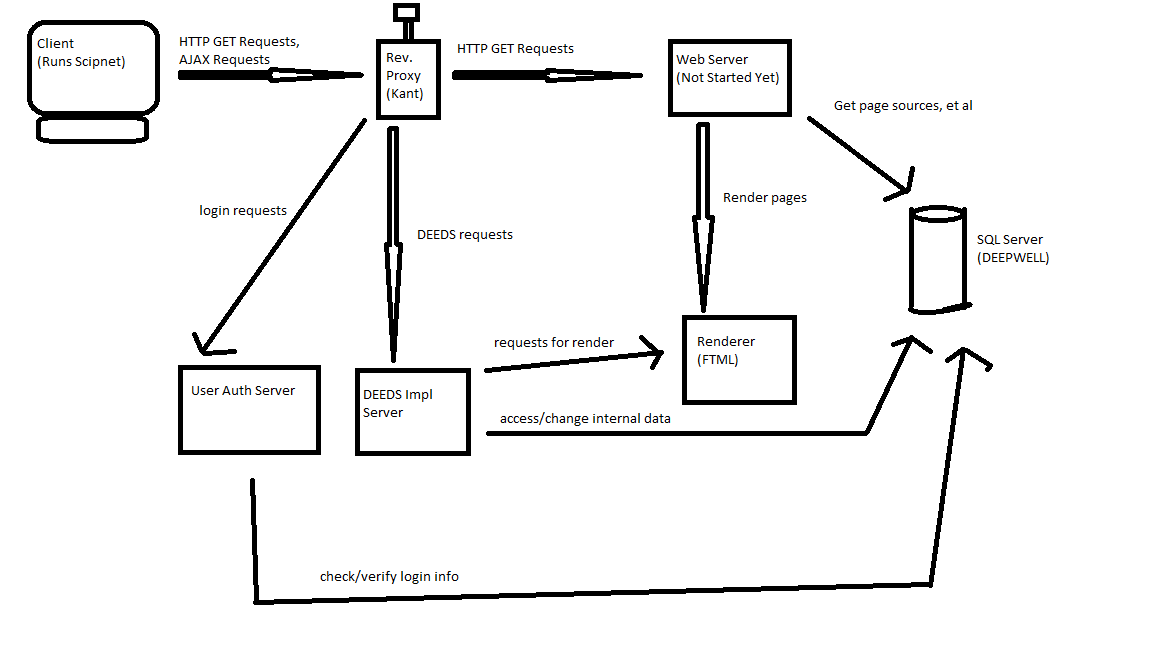 Client
(Runs Scipnet)
HTTP GET Requests,
AJAX Requests
Rev.
Proxy
(Kant)
HTTP GET Requests
Web Server
(Not Started Yet)
Get page sources, et al
login requests
DEEDS requests
Render pages
SQL Server
(DEEPWELL)
requests for render
Renderer
(FTML)
User Auth Server
DEEDS Impl
Server
access/change internal data
check/verify login info